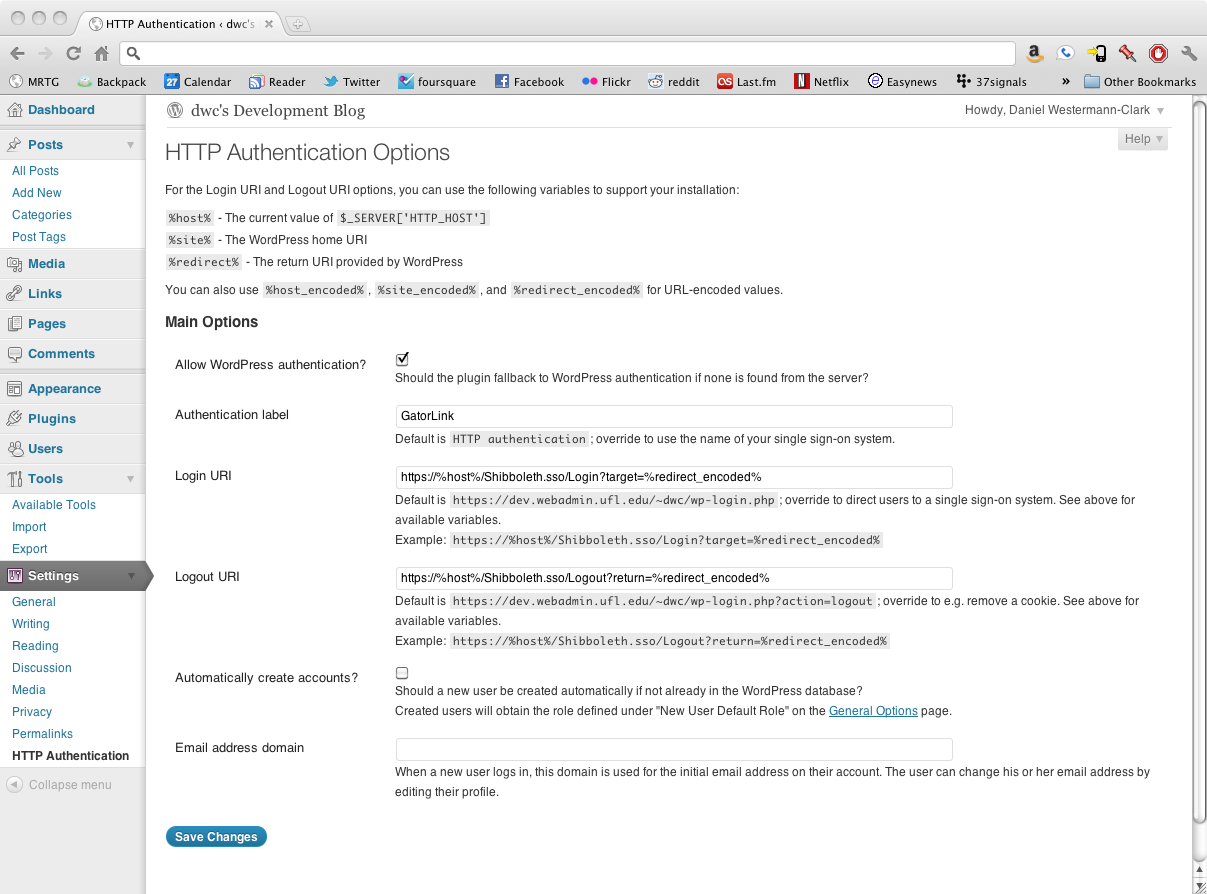 HTTP Authentication ‹ dwc's
MRTG Backpack 27 Calendar Reader Twitter foursquare Facebook Flickr reddit Last.fm Netflix Easynews 37signals » Other Bookmarks
dwc's Development Blog
Howdy, Daniel Westermann-Clark
Help
Dashboard
Posts
All Posts
Add New
Categories
Post Tags
Media
Links
Pages
Comments
Appearance
Plugins
Users
Tools
Available Tools
Import
Export
Settings
General
Writing
Reading
Discussion
Media
Privacy
Permalinks
HTTP Authentication
Collapse menu
HTTP Authentication Options
For the Login URI and Logout URI options, you can use the following variables to support your installation:
%host% - The current value of $_SERVER['HTTP_HOST']
%site% - The WordPress home URI
%redirect% - The return URI provided by WordPress
You can also use %host_encoded%, %site_encoded%, and %redirect_encoded% for URL-encoded values.
Main Options
Allow WordPress authentication?
Should the plugin fallback to WordPress authentication if none is found from the server?
Authentication label
GatorLink
Default is HTTP authentication; override to use the name of your single sign-on system.
Login URI
https://%host%/Shibboleth.sso/Login?target=%redirect_encoded%
Default is https://dev.webadmin.ufl.edu/~dwc/wp-login.php; override to direct users to a single sign-on system. See above for
available variables.
Example: https://%host%/Shibboleth.sso/Login?target=%redirect_encoded%
Logout URI
https://%host%/Shibboleth.sso/Logout?return=%redirect_encoded%
Default is https://dev.webadmin.ufl.edu/~dwc/wp-login.php?action=logout; override to e.g. remove a cookie. See above for
available variables.
Example: https://%host%/Shibboleth.sso/Logout?return=%redirect_encoded%
Automatically create accounts?
Should a new user be created automatically if not already in the WordPress database?
Created users will obtain the role defined under "New User Default Role" on the General Options page.
Email address domain
When a new user logs in, this domain is used for the initial email address on their account. The user can change his or her email address by
editing their profile.
Save Changes